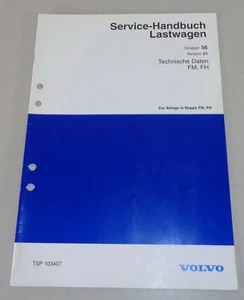 Service-Handbuch
Lastwagen
Gruppe 56
Version 01
Technische Daten
FM, FH
Zur Ablage in Mappe FM, FH
TSP 103407
VOLVO